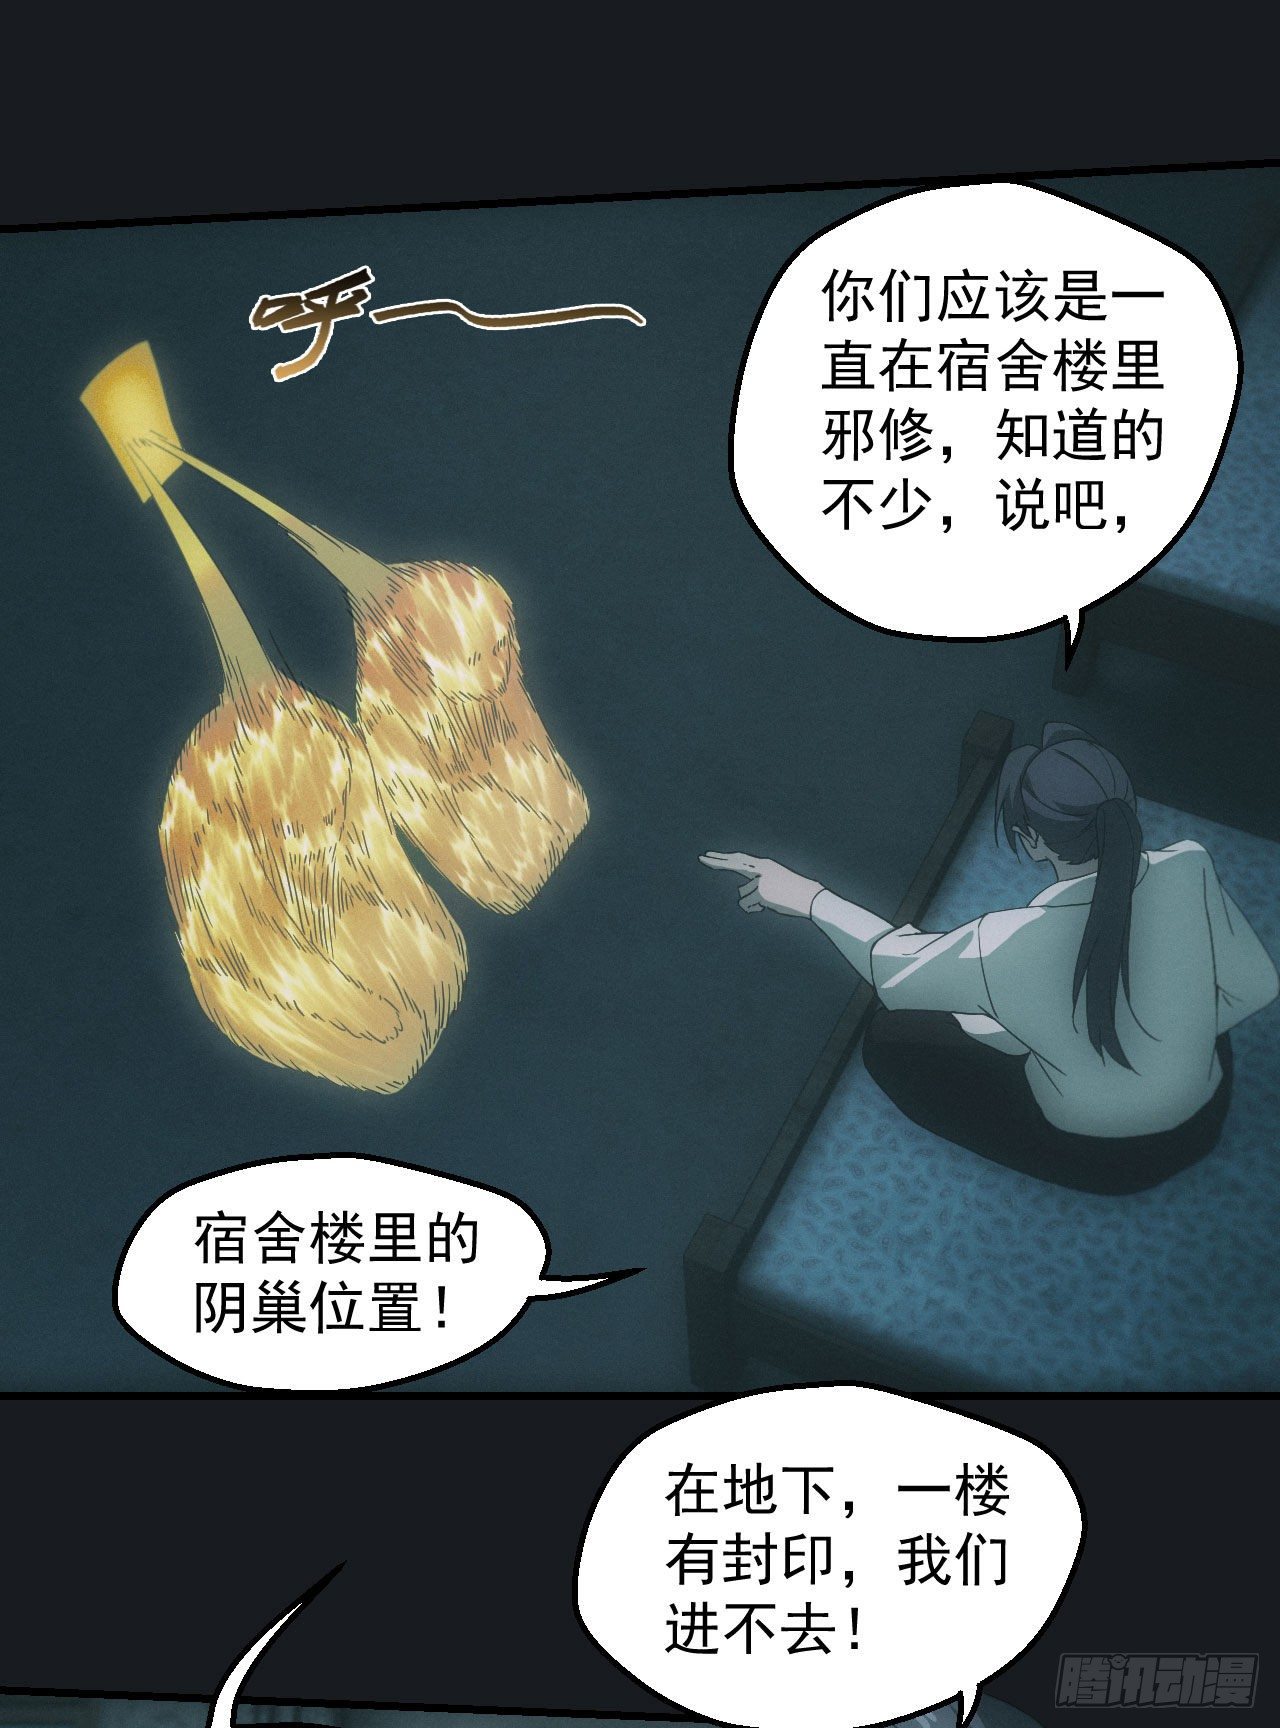 呼
你们应该是一
直在宿舍楼里
邪修，知道的
不少，说吧，
宿舍楼里的
阴巢位置！
在地下，一楼
有封印，我们
进不去！
腾讯动漫